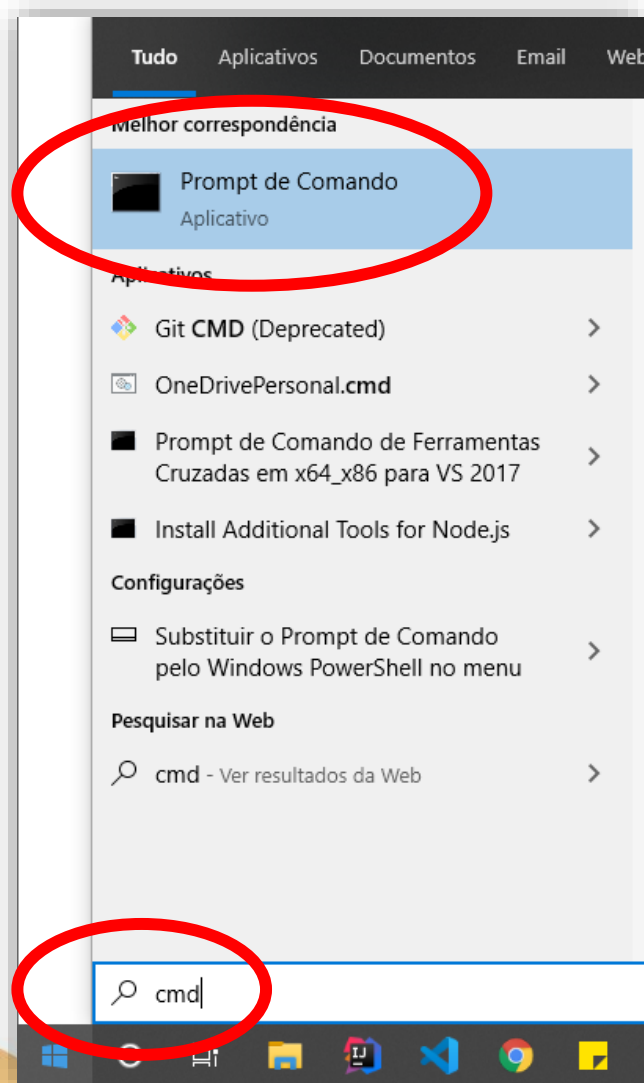 Tudo Aplicativos Documentos Email Web
Melhor correspondência
Prompt de Comando
Aplicativo
Aplicativos
Git CMD (Deprecated)
OneDrivePersonal.cmd
Prompt de Comando de Ferramentas
Cruzadas em x64_x86 para VS 2017
Install Additional Tools for Node.js
Configurações
Substituir o Prompt de Comando
pelo Windows PowerShell no menu
Pesquisar na Web
cmd - Ver resultados da Web
cmd
IJ